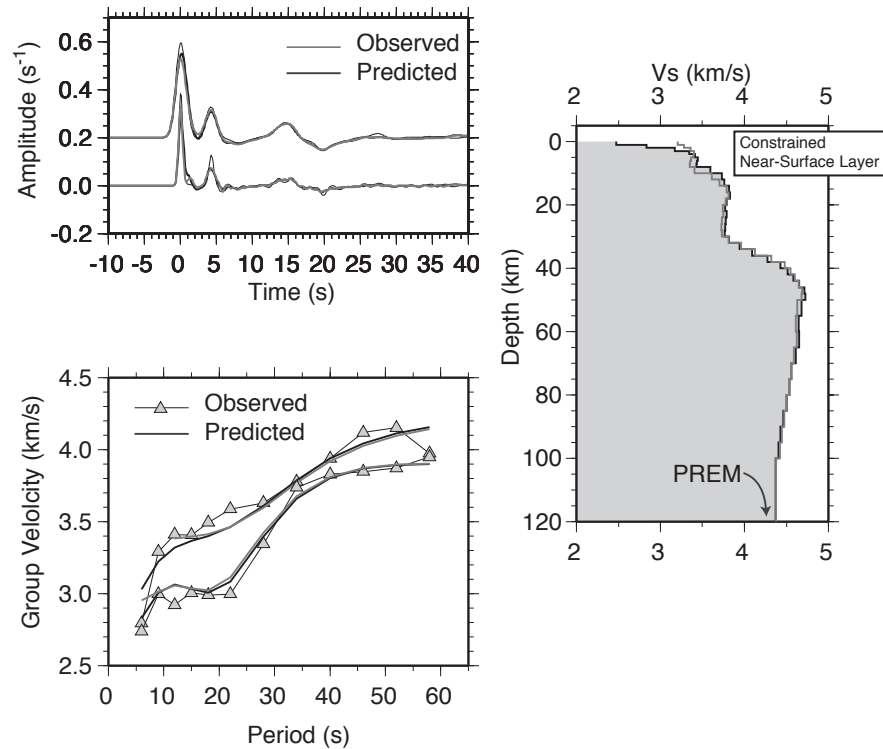 Amplitude (s-1)
0.6
0.4
0.2
0.0
-0.2
Observed
Predicted
-10 -5 0 5 10 15 20 25 30 35 40
Time (s)
Group Velolcity (km/s)
4.5
4.0
3.5
3.0
2.5
Observed
Predicted
0 10 20 30 40 50 60
Period (s)
Vs (km/s)
2 3 4 5
Constrained
Near-Surface Layer
Depth (km)
0
20
40
60
80
100
120
PREM
2 3 4 5